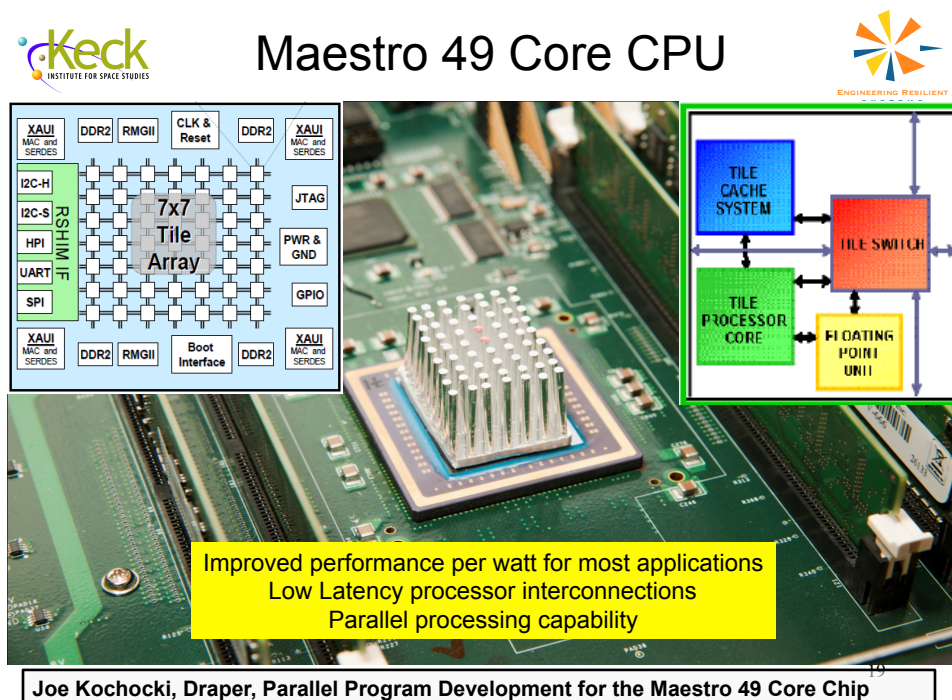 Keck
INSTITUTE FOR SPACE STUDIES
Maestro 49 Core CPU
ENGINEERING RESILIENT
XAUI
MAC and
SERDES
DDR2
RMGII
CLK &
Reset
DDR2
XAUI
MAC and
SERDES
I2C-H
I2C-S
HPI
UART
SPI
RSHIM IF
7x7
Tile
Array
JTAG
PWR &
GND
GPIO
XAUI
MAC and
SERDES
DDR2
RMGII
Boot
Interface
DDR2
XAUI
MAC and
SERDES
TILE
CACHE
SYSTEM
TILE SWITCH
TILE
PROCESSOR
CORE
FLOATING
POINT
UNIT
Improved performance per watt for most applications
Low Latency processor interconnections
Parallel processing capability
19
Joe Kochocki, Draper, Parallel Program Development for the Maestro 49 Core Chip